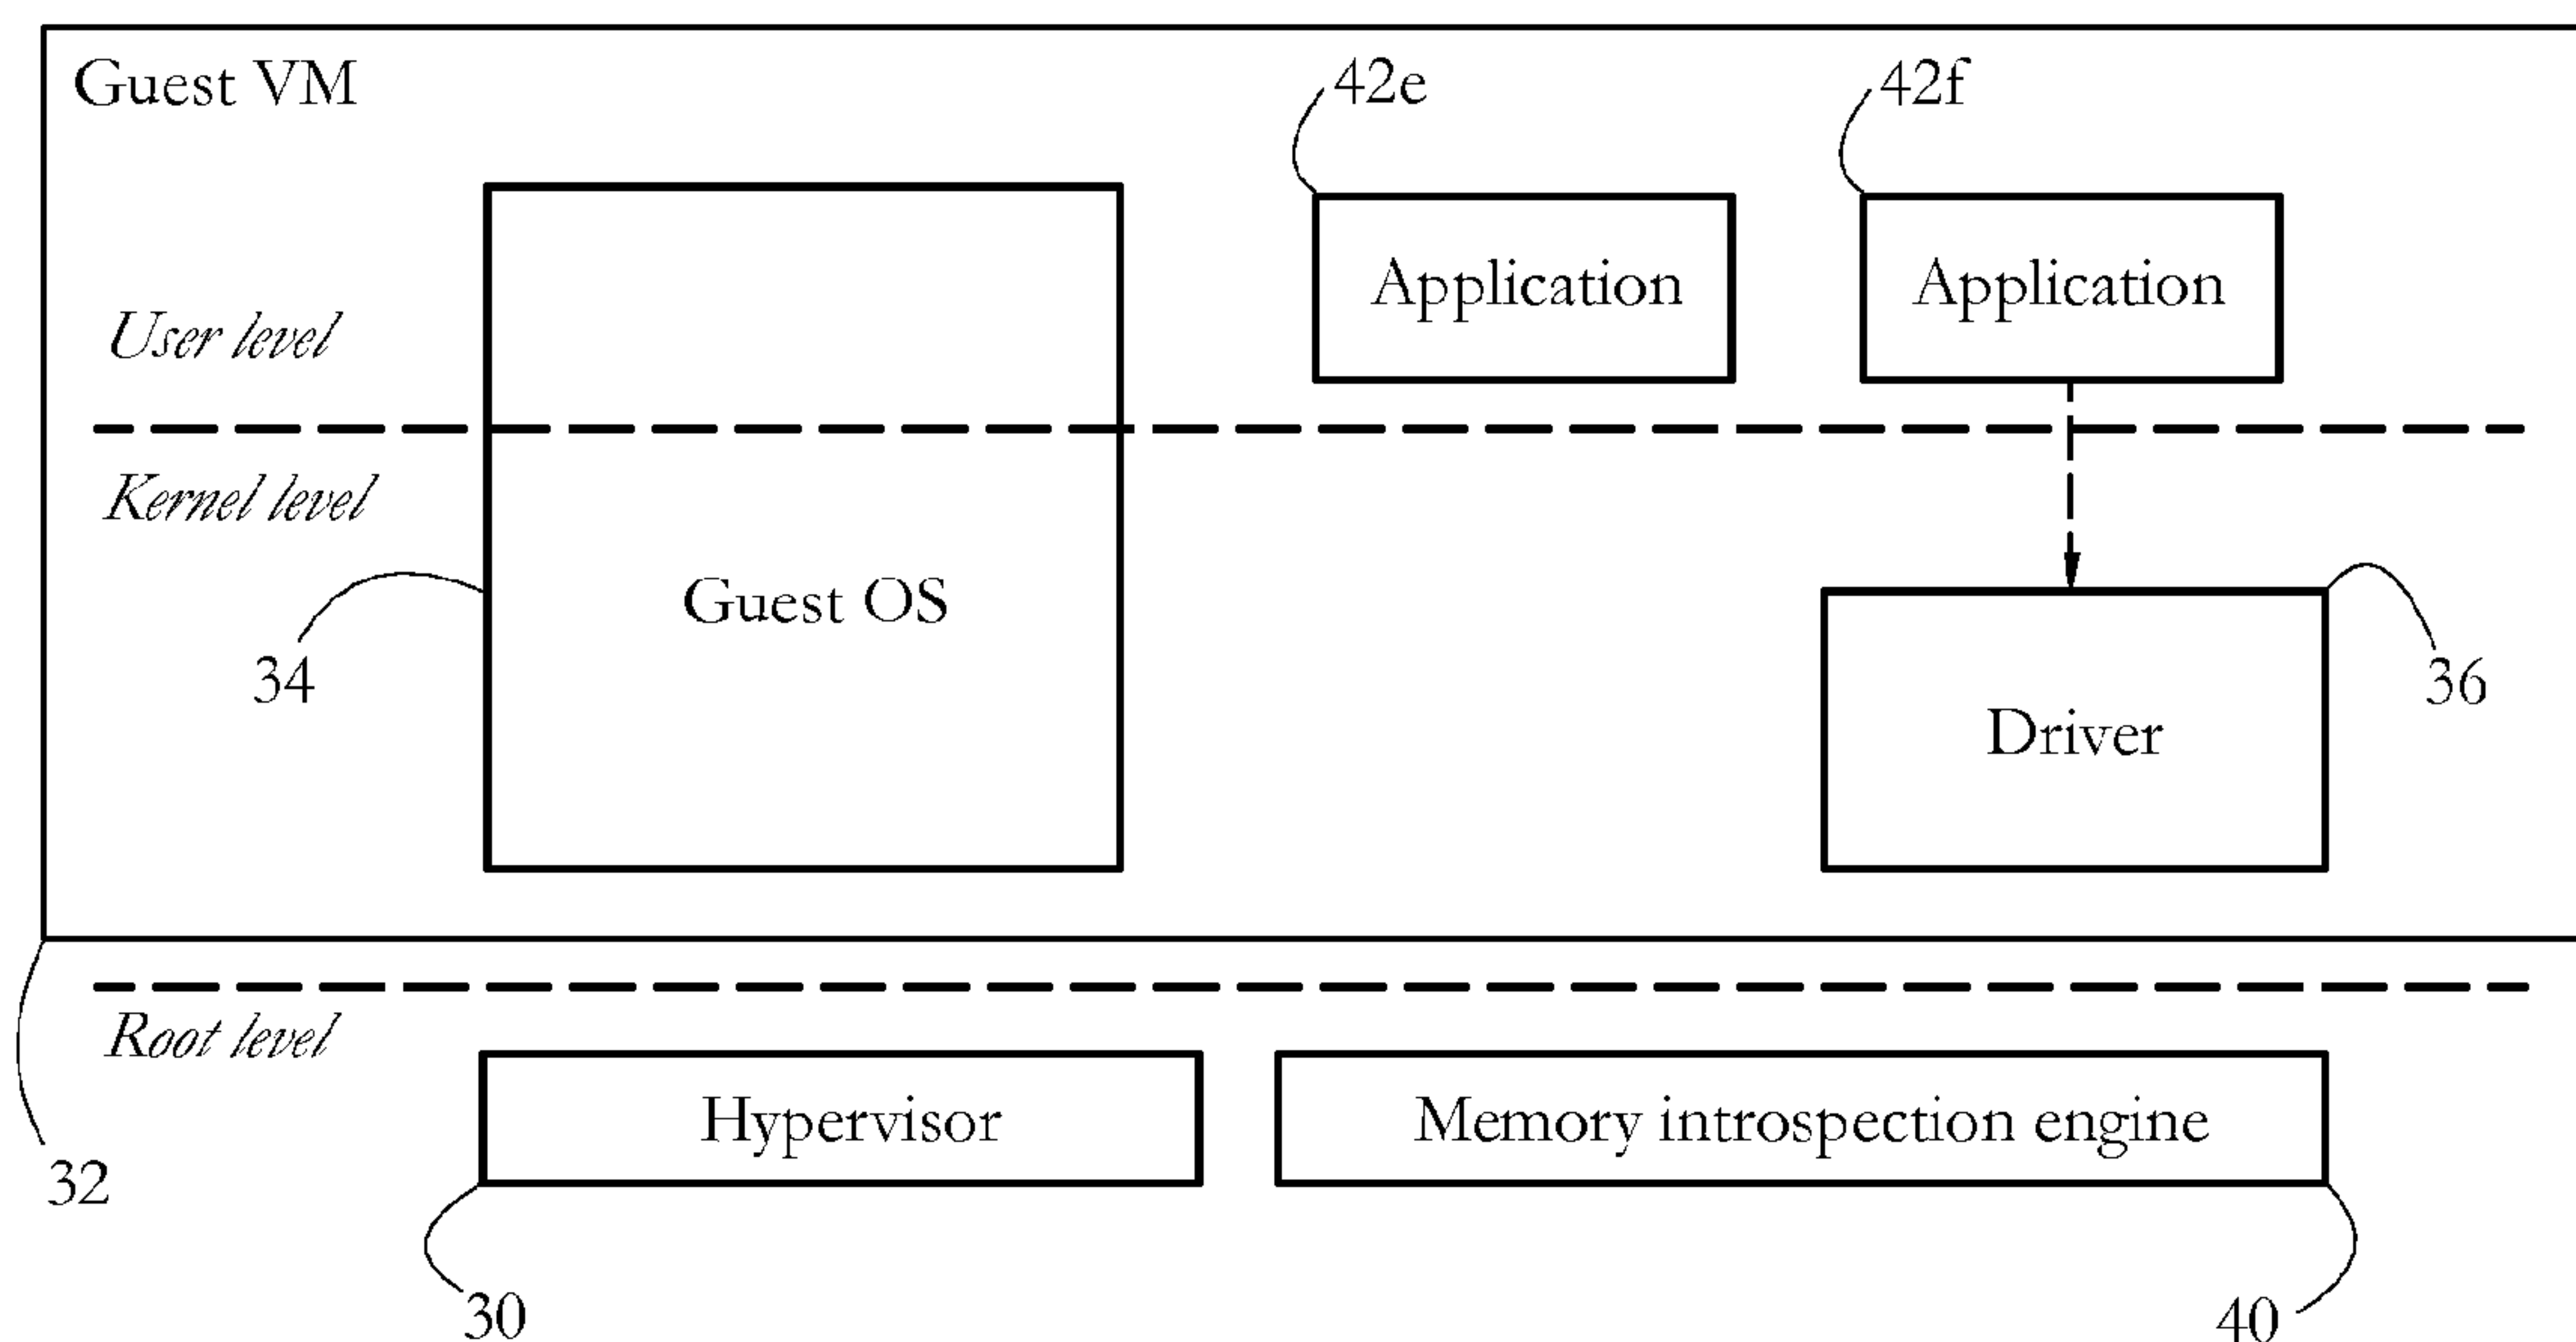 Guest VM
42e
42f
Application
Application
User level
Kernel level
Guest OS
34
36
Driver
Root level
Hypervisor
Memory introspection engine
32
30
40